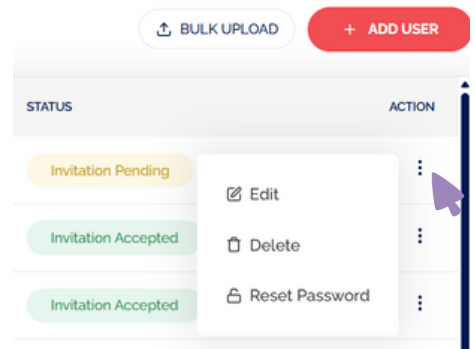 BULK UPLOAD
+ ADD USER
STATUS
ACTION
Invitation Pending
Edit
Invitation Accepted
Delete
Reset Password
Invitation Accepted